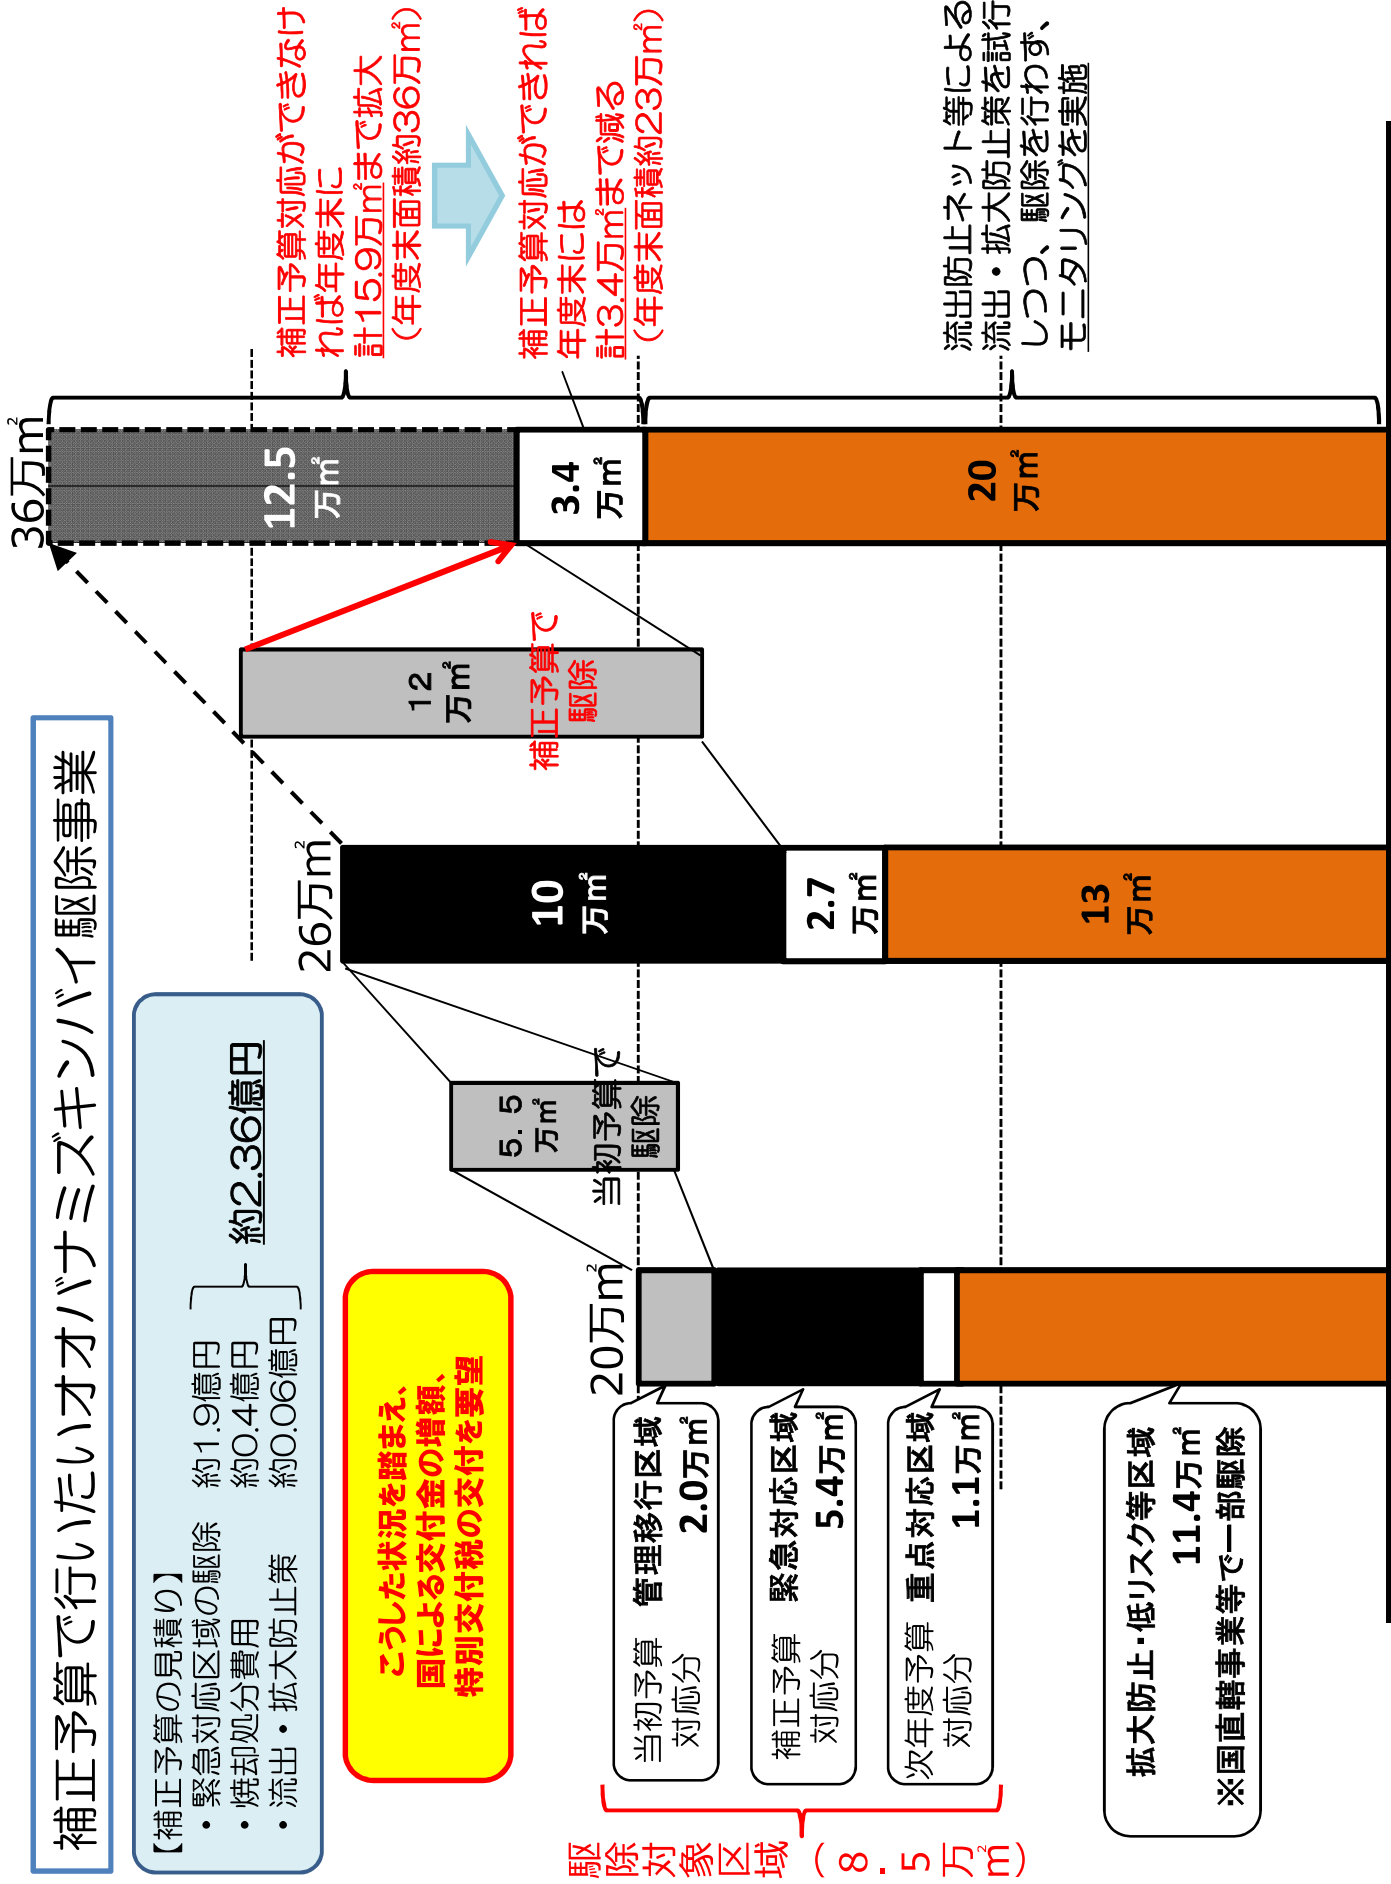 補正予算で行いたいオオバナミズキンバイ駆除事業
【補正予算の見積り】
・緊急対応区域の駆除　約1.9億円
・焼却処分費用　約0.4億円
・流出・拡大防止策　約0.06億円
約2.36億円
こうした状況を踏まえ、
国による交付金の増額、
特別交付税の交付を要望
駆除対象区域（8.5万㎡）
当初予算
対応分
管理移行区域
2.0万㎡
補正予算
対応分
緊急対応区域
5.4万㎡
次年度予算
対応分
重点対応区域
1.1万㎡
拡大防止・低リスク等区域
11.4万㎡
※国直轄事業等で一部駆除
20万㎡
5.5
万㎡
当初予算で
駆除
26万㎡
10
万㎡
2.7
万㎡
13
万㎡
12
万㎡
補正予算で
駆除
36万㎡
12.5
万㎡
3.4
万㎡
20
万㎡
補正予算対応ができなけ
れば年度末に
計15.9万㎡まで拡大
（年度末面積約36万㎡）
補正予算対応ができれば
年度末には
計3.4万㎡まで減る
（年度末面積約23万㎡）
流出防止ネット等による
流出・拡大防止策を試行
しつつ、駆除を行わず、
モニタリングを実施